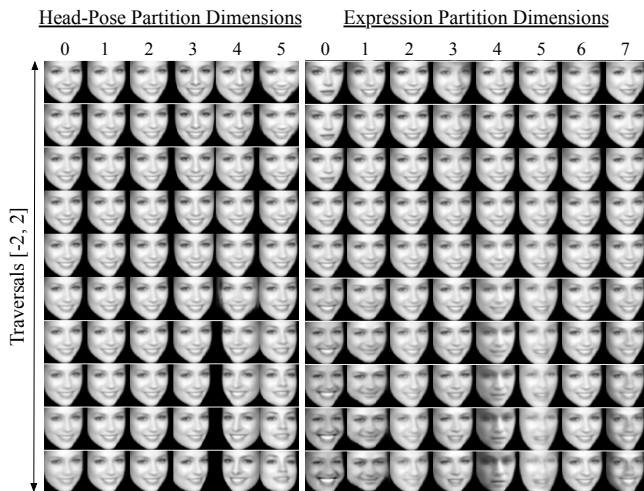 Head-Pose Partition Dimensions
Expression Partition Dimensions
0 1 2 3 4 5
0 1 2 3 4 5 6 7
Traversals [-2, 2]